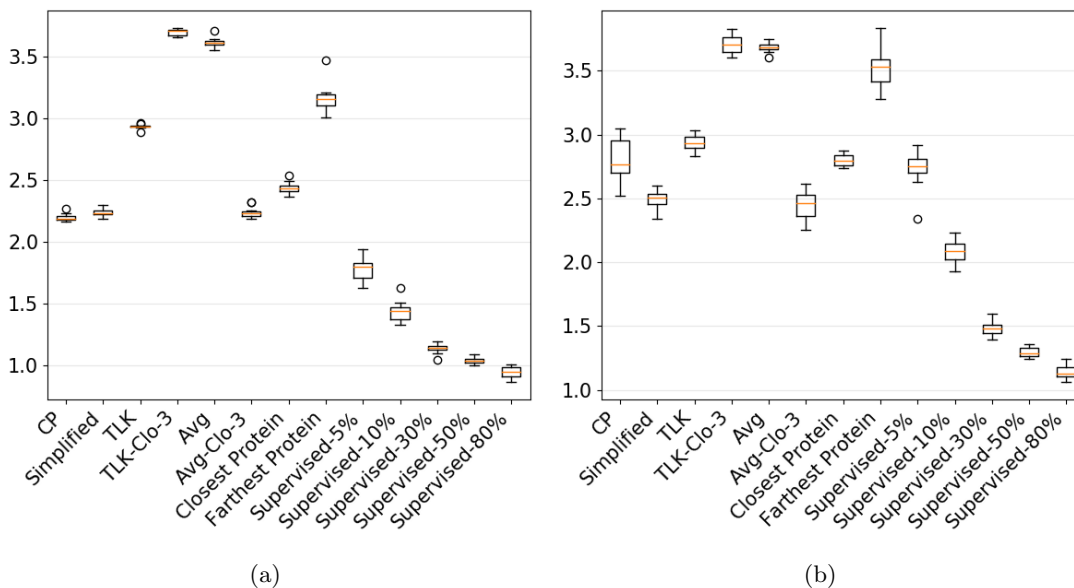 3.5
3.0
2.5
2.0
1.5
1.0
CP
Simplified
TLK
TLK-Clo-3
Avg
Avg-Clo-3
Closest Protein
Farthest Protein
Supervised-5%
Supervised-10%
Supervised-30%
Supervised-50%
Supervised-80%
(a)
3.5
3.0
2.5
2.0
1.5
1.0
CP
Simplified
TLK
TLK-Clo-3
Avg
Avg-Clo-3
Closest Protein
Farthest Protein
Supervised-5%
Supervised-10%
Supervised-30%
Supervised-50%
Supervised-80%
(b)